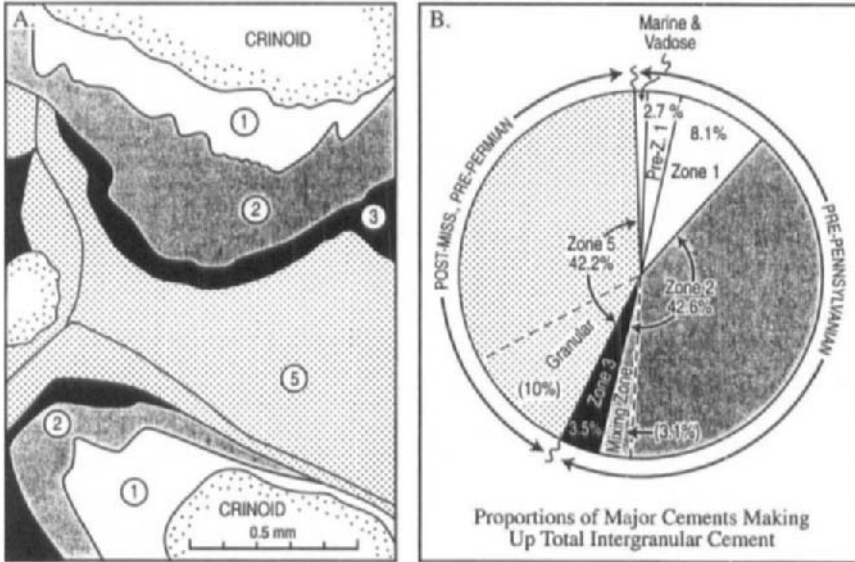 A.
CRINOID
1
2
3
5
2
1
CRINOID
0.5 mm
B.
Marine &
Vadose
2.7 %
8.1%
Pre-Z. 1
Zone 1
POST-MISS., PRE-PERMIAN
PRE-PENNSYLVANIAN
Zone 5
42.2%
Zone 2
42.6%
Granular
(10%)
Zone 3
3.5%
Mixing Zone
(3.1%)
Proportions of Major Cements Making
Up Total Intergranular Cement